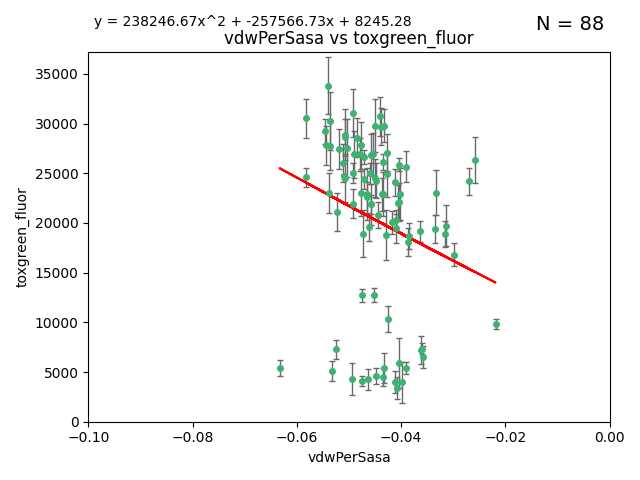 y = 238246.67x^2 + -257566.73x + 8245.28
N = 88
vdwPerSasa vs toxgreen_fluor
35000
30000
25000
20000
15000
10000
5000
0
toxgreen_fluor
−0.10 −0.08 −0.06 −0.04 −0.02 0.00
vdwPerSasa